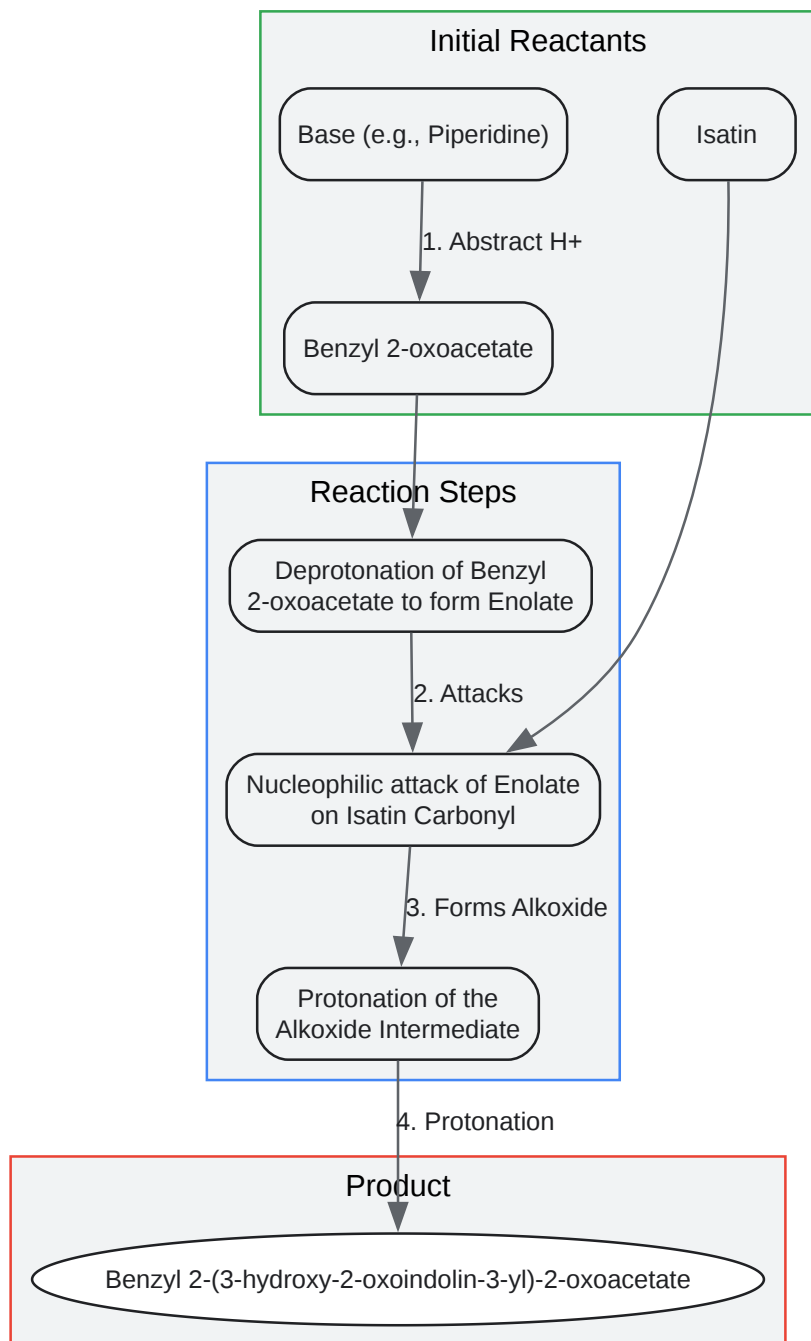 Initial Reactants
Base (e.g., Piperidine)
Isatin
1. Abstract H+
Benzyl 2-oxoacetate
Reaction Steps
Deprotonation of Benzyl
2-oxoacetate to form Enolate
2. Attacks
Nucleophilic attack of Enolate
on Isatin Carbonyl
3. Forms Alkoxide
Protonation of the
Alkoxide Intermediate
4. Protonation
Product
Benzyl 2-(3-hydroxy-2-oxoindolin-3-yl)-2-oxoacetate